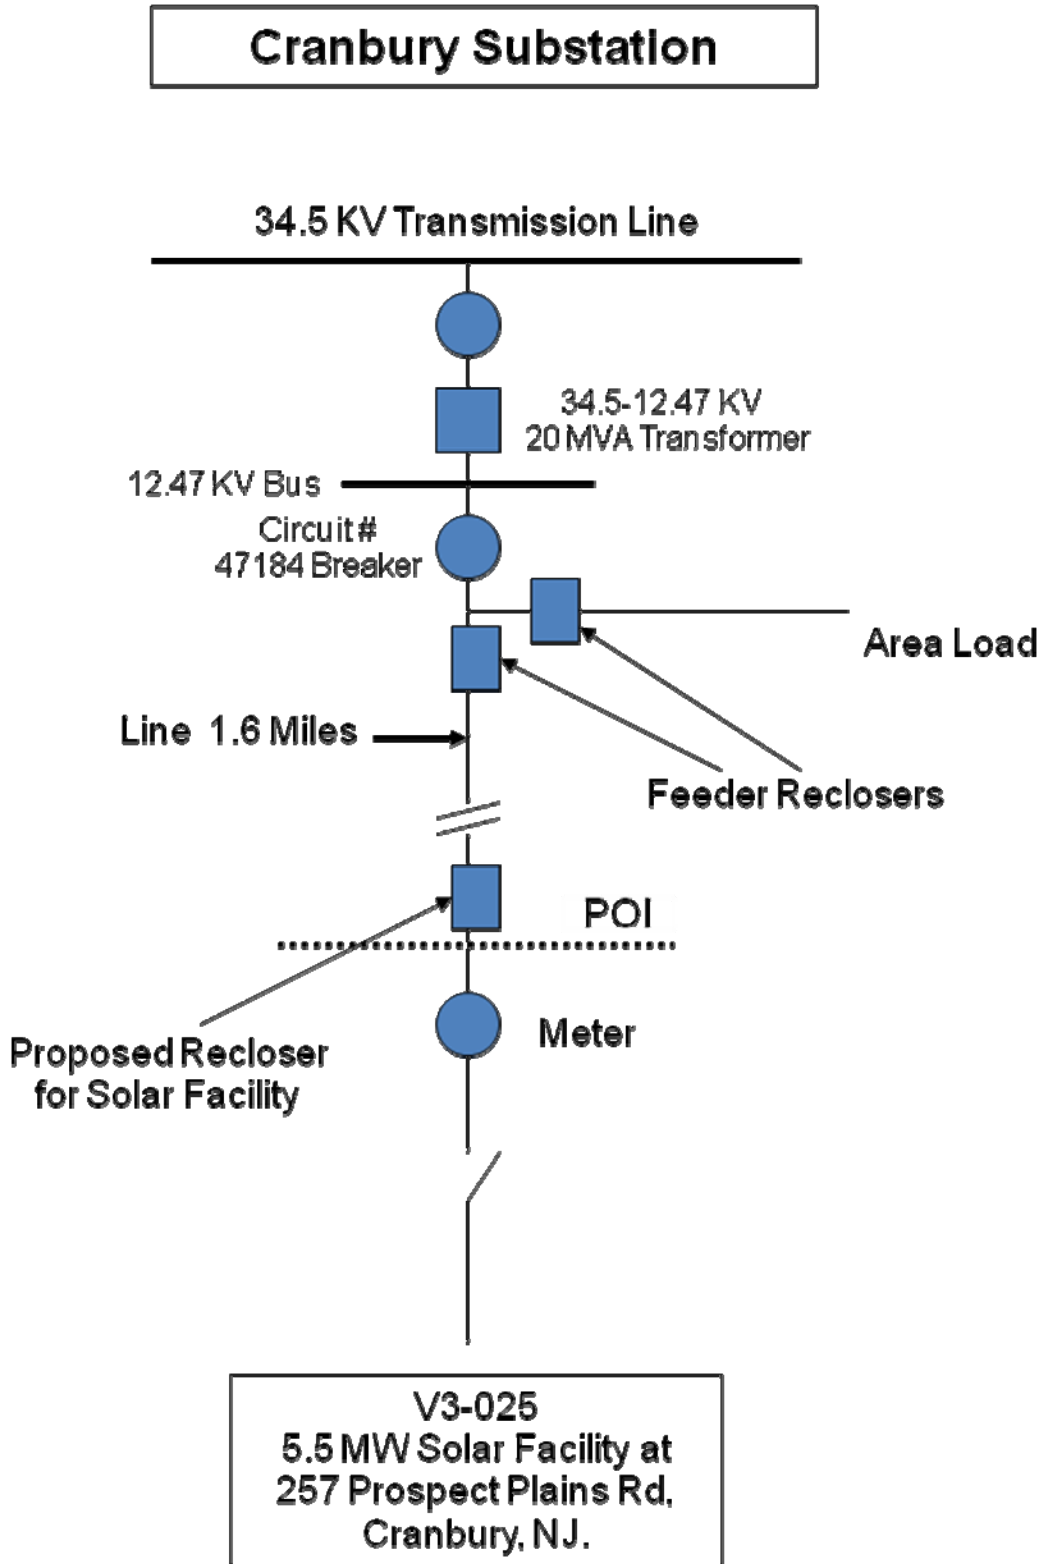 Cranbury Substation
34.5 KV Transmission Line
34.5-12.47 KV
20 MVA Transformer
12.47 KV Bus
Circuit #
47184 Breaker
Area Load
Line 1.6 Miles
Feeder Reclosers
POI
Meter
Proposed Recloser
for Solar Facility
V3-025
5.5 MW Solar Facility at
257 Prospect Plains Rd,
Cranbury, NJ.